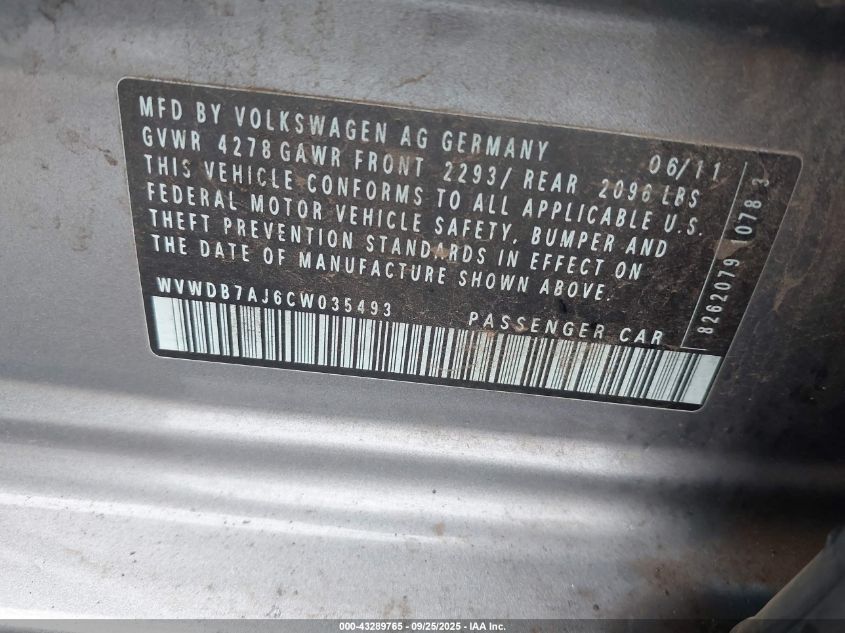 MFD BY VOLKSWAGEN AG GERMANY 06/11
GVWR 4278 GAWR FRONT 2293/ REAR 2096 LBS
THIS VEHICLE CONFORMS TO ALL APPLICABLE U.S.
FEDERAL MOTOR VEHICLE SAFETY, BUMPER AND
THEFT PREVENTION STANDARDS IN EFFECT ON
THE DATE OF MANUFACTURE SHOWN ABOVE.
WVWDB7AJ6CW035493 PASSENGER CAR
8262079 1078 3
000-43289765 - 09/25/2025 - IAA Inc.